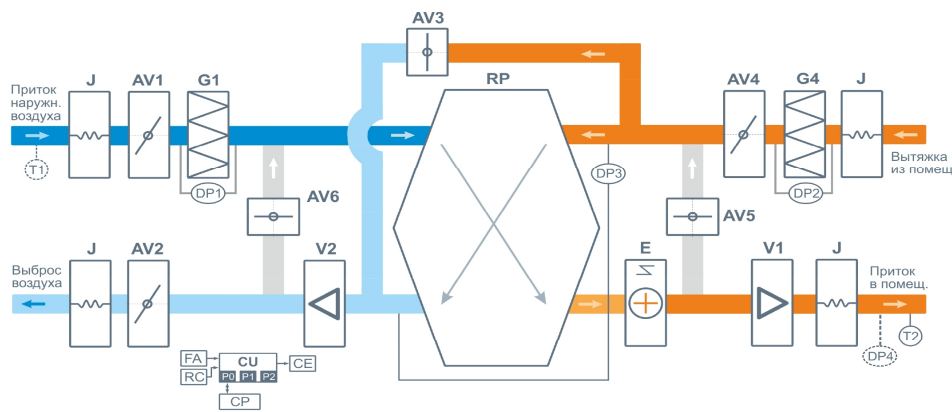 AV3
RP
J
AV1
G1
AV4
G4
J
Приток
наружн.
воздуха
Вытяжка
из помещ
T1
DP1
DP3
DP2
AV6
AV5
J
AV2
V2
E
V1
J
Выброс
воздуха
Приток
в помещ.
T2
DP4
FA
CU
CE
RC
P0
P1
P2
CP